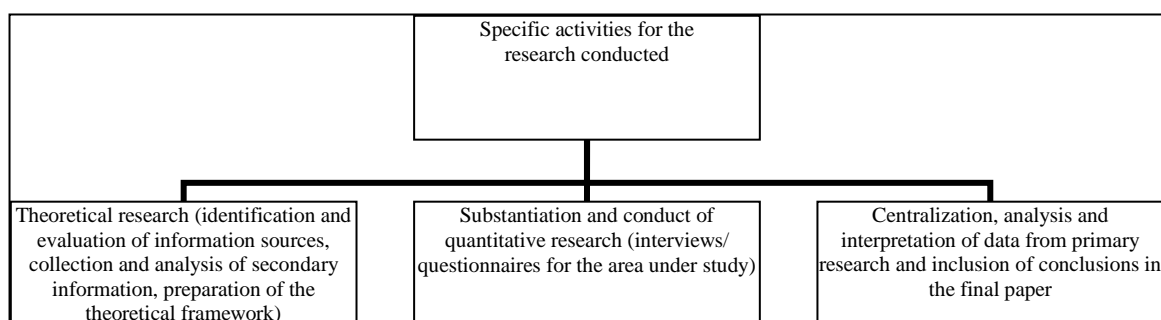 Specific activities for the
research conducted
Theoretical research (identification and
evaluation of information sources,
collection and analysis of secondary
information, preparation of the
theoretical framework)
Substantiation and conduct of
quantitative research (interviews/
questionnaires for the area under study)
Centralization, analysis and
interpretation of data from primary
research and inclusion of conclusions in
the final paper